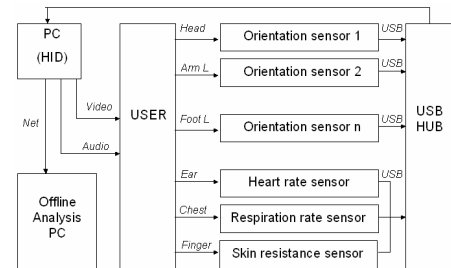 PC
(HID)
Net
Video
Audio
Offline
Analysis
PC
USER
Head
Orientation sensor 1
USB
Arm L
Orientation sensor 2
USB
Foot L
Orientation sensor n
USB
USB
HUB
Ear
Heart rate sensor
USB
Chest
Respiration rate sensor
Finger
Skin resistance sensor